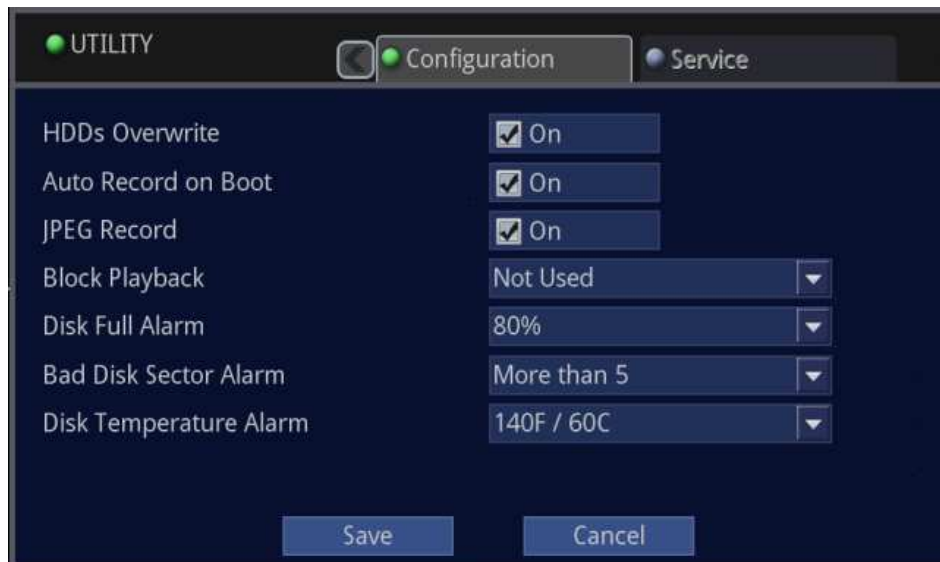 UTILITY
Configuration
Service
HDDs Overwrite
On
Auto Record on Boot
On
JPEG Record
On
Block Playback
Not Used
Disk Full Alarm
80%
Bad Disk Sector Alarm
More than 5
Disk Temperature Alarm
140F / 60C
Save
Cancel